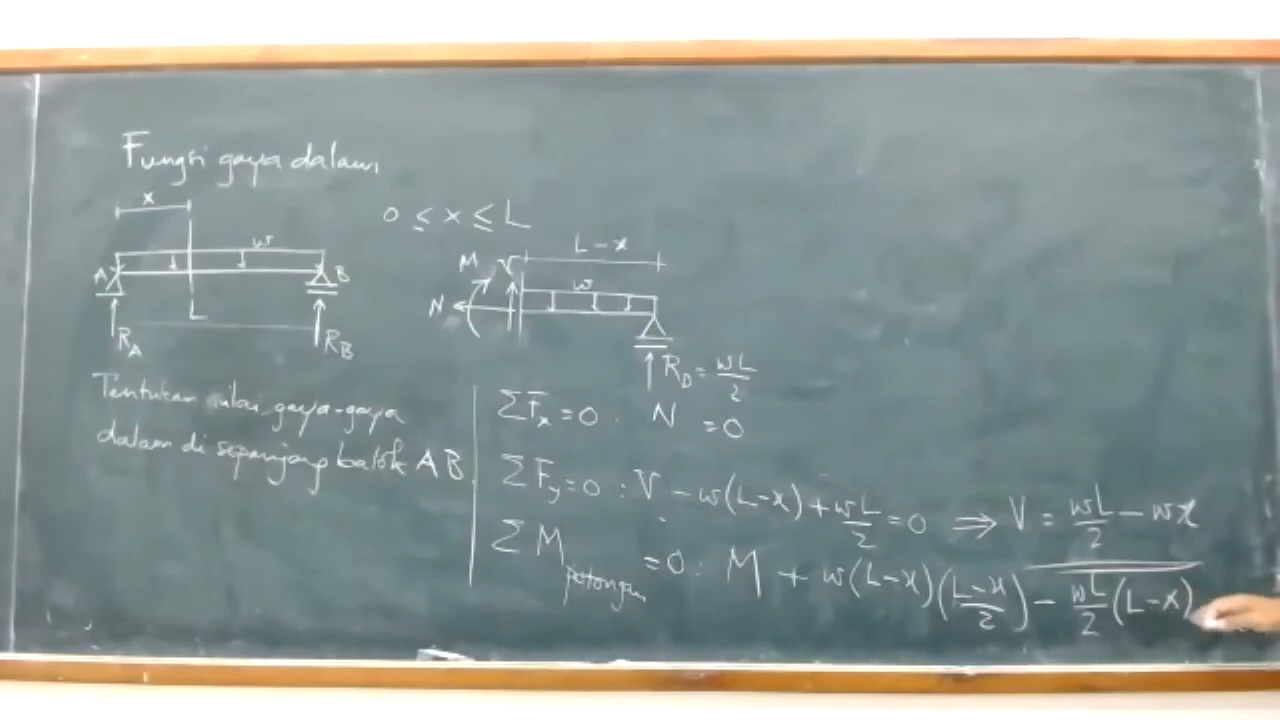 Fungsi gaya dalam
x
0 ≤ x ≤ L
L-x
w
A
B
M
V
w
N
L
R_A
R_B
R_B = wL/2
Tentukan nilai gaya-gaya
dalam di sepanjang balok AB
ΣF_x = 0 : N = 0
ΣF_y = 0 : V - w(L-x) + wL/2 = 0 ⇒ V = wL/2 - wx
ΣM_potongan = 0 : M + w(L-x)((L-x)/2) - wL/2 (L-x)